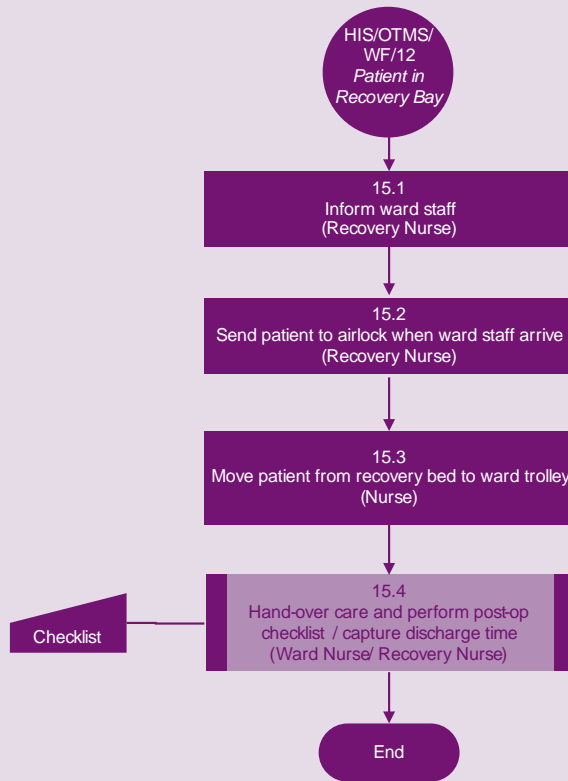 HIS/OTMS/
WF/12
Patient in
Recovery Bay
15.1
Inform ward staff
(Recovery Nurse)
15.2
Send patient to airlock when ward staff arrive
(Recovery Nurse)
15.3
Move patient from recovery bed to ward trolley
(Nurse)
15.4
Hand-over care and perform post-op
checklist / capture discharge time
(Ward Nurse/ Recovery Nurse)
Checklist
End